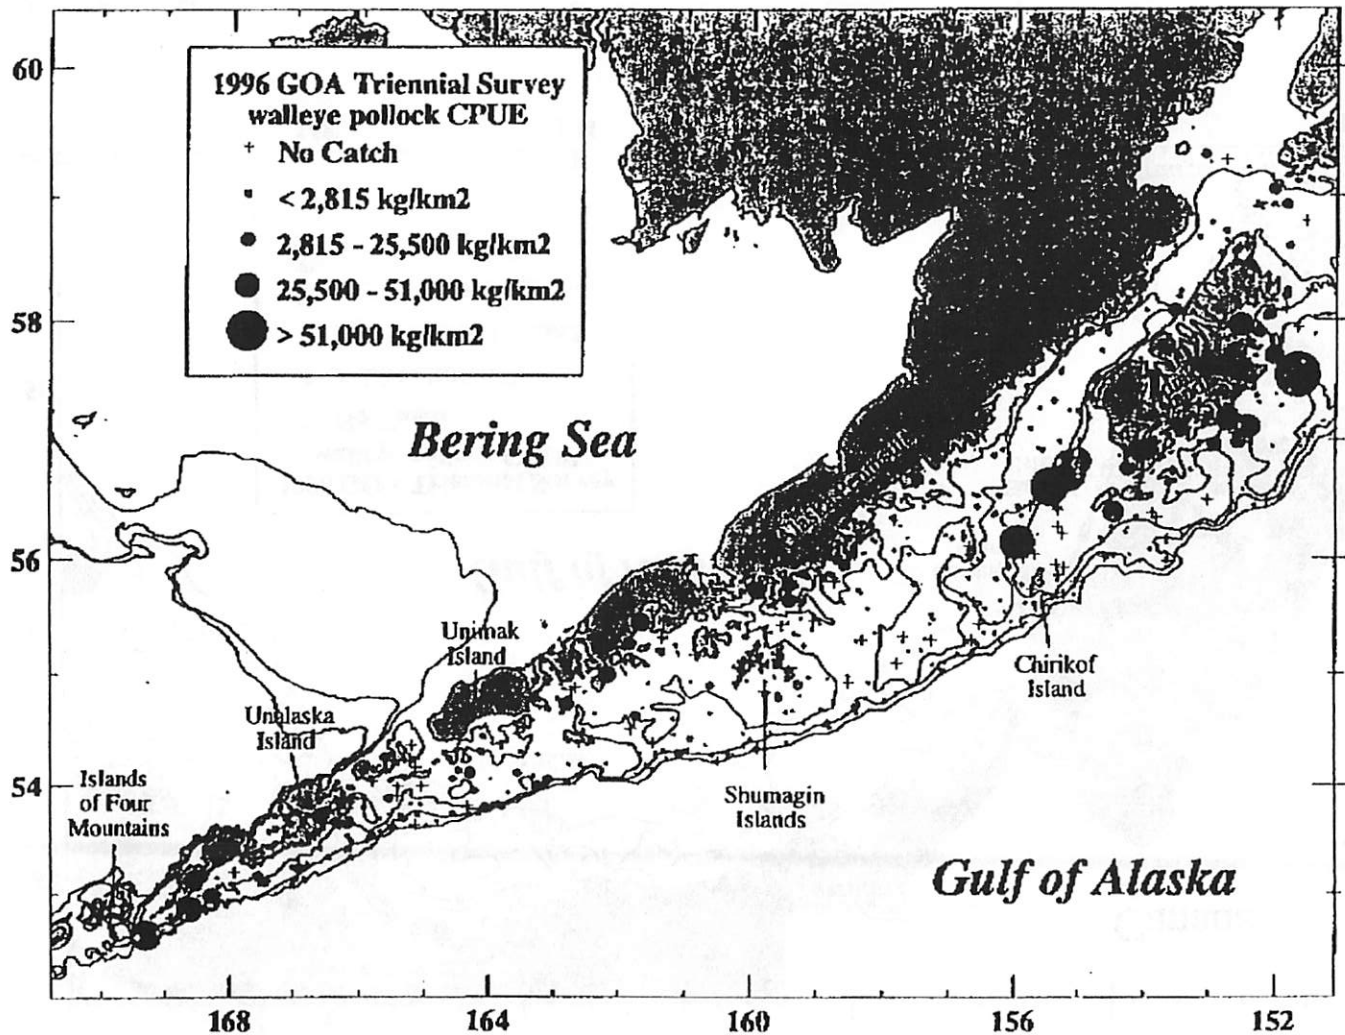 1996 GOA Triennial Survey
walleye pollock CPUE
+ No Catch
< 2,815 kg/km2
2,815 - 25,500 kg/km2
25,500 - 51,000 kg/km2
> 51,000 kg/km2
60
58
56
54
Bering Sea
Unimak
Island
Unalaska
Island
Islands
of Four
Mountains
Chirikof
Island
Shumagin
Islands
Gulf of Alaska
168
164
160
156
152